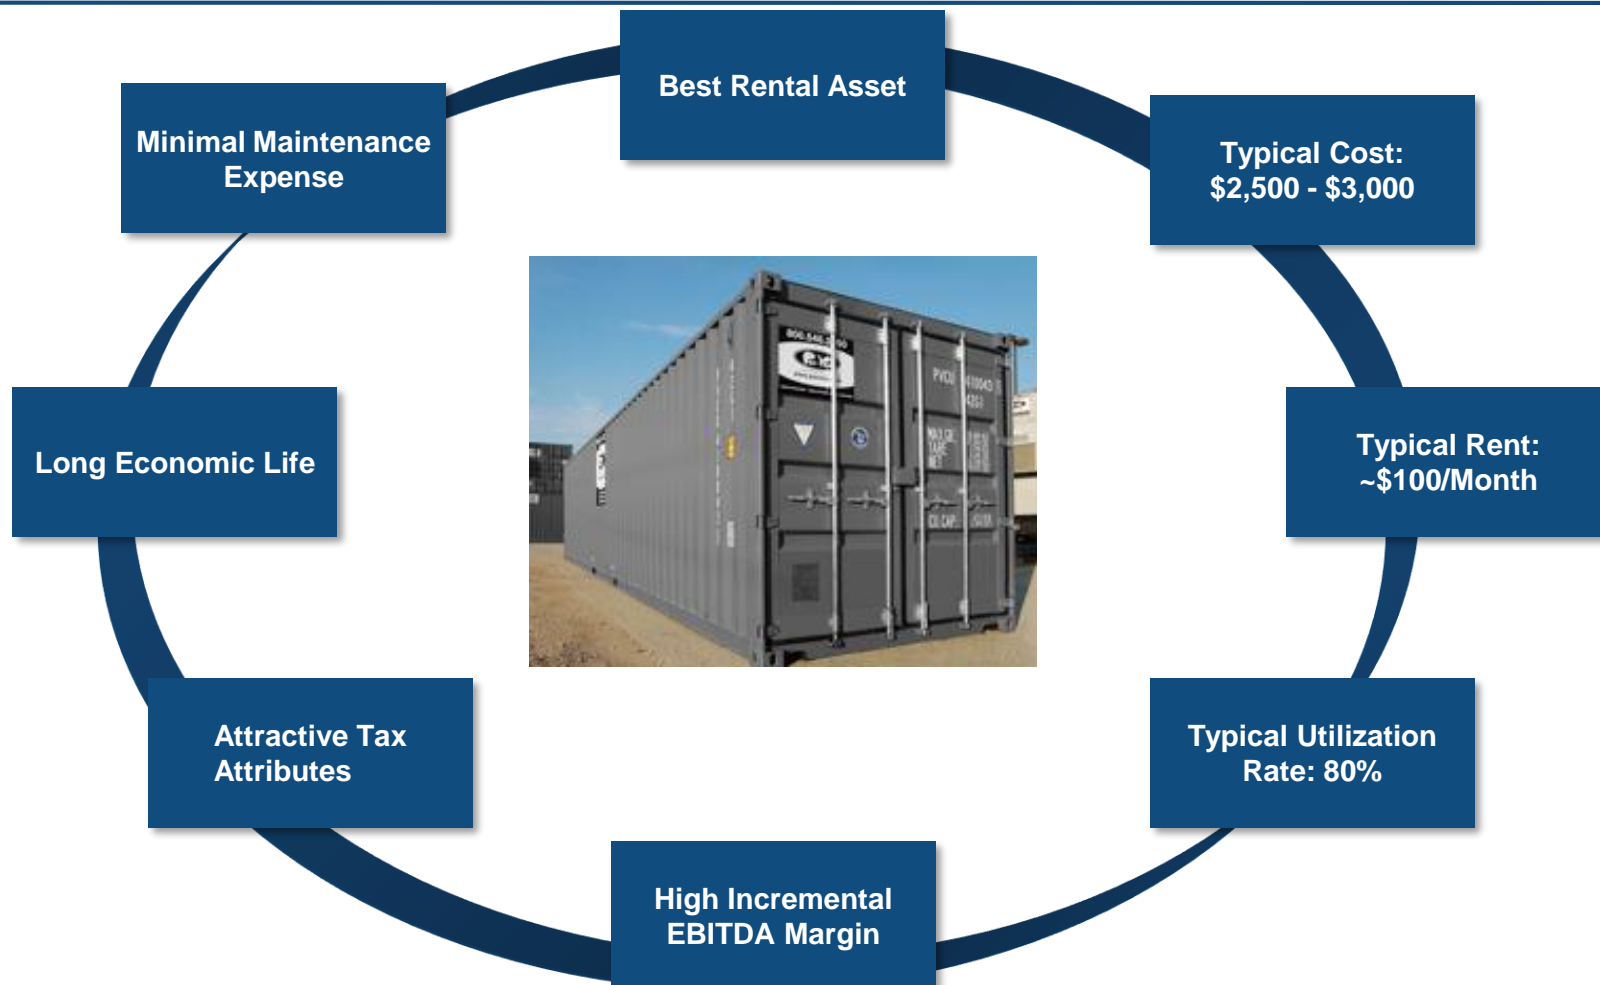 Best Rental Asset
Typical Cost:
$2,500 - $3,000
Typical Rent:
~$100/Month
Typical Utilization
Rate: 80%
High Incremental
EBITDA Margin
Attractive Tax
Attributes
Long Economic Life
Minimal Maintenance
Expense